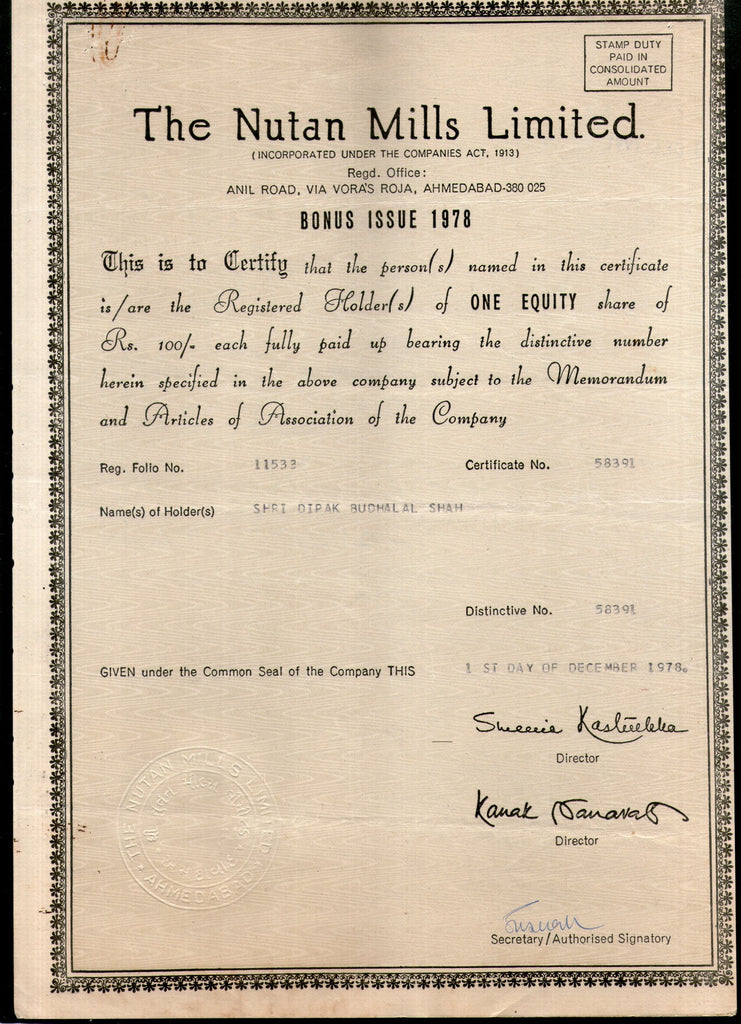 STAMP DUTY
PAID IN
CONSOLIDATED
AMOUNT
The Nutan Mills Limited.
(INCORPORATED UNDER THE COMPANIES ACT, 1913)
Regd. Office:
ANIL ROAD, VIA VORA'S ROJA, AHMEDABAD-380 025
BONUS ISSUE 1978
This is to Certify that the person(s) named in this certificate
is/are the Registered Holder(s) of ONE EQUITY share of
Rs. 100/- each fully paid up bearing the distinctive number
herein specified in the above company subject to the Memorandum
and Articles of Association of the Company
Reg. Folio No. 11533 Certificate No. 58391
Name(s) of Holder(s) SHRI DIPAK BUDHALAL SHAH
Distinctive No. 58391
GIVEN under the Common Seal of the Company THIS 1 ST DAY OF DECEMBER 1978.
Director
Kanak
Director
Secretary/Authorised Signatory
THE NUTAN MILLS LIMITED
AHMEDABAD